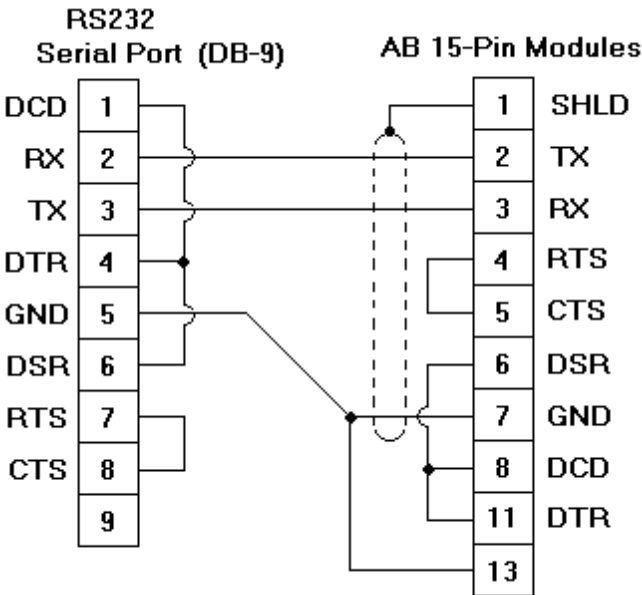 RS232
Serial Port (DB-9)
AB 15-Pin Modules
DCD 1
RX 2
TX 3
DTR 4
GND 5
DSR 6
RTS 7
CTS 8
9
1 SHLD
2 TX
3 RX
4 RTS
5 CTS
6 DSR
7 GND
8 DCD
11 DTR
13